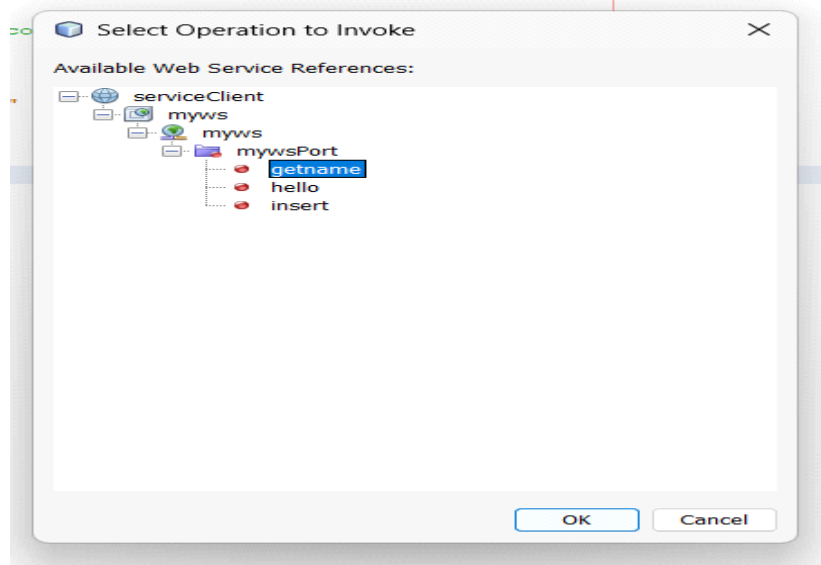 Select Operation to Invoke
Available Web Service References:
serviceClient
myws
myws
mywsPort
getname
hello
insert
OK Cancel